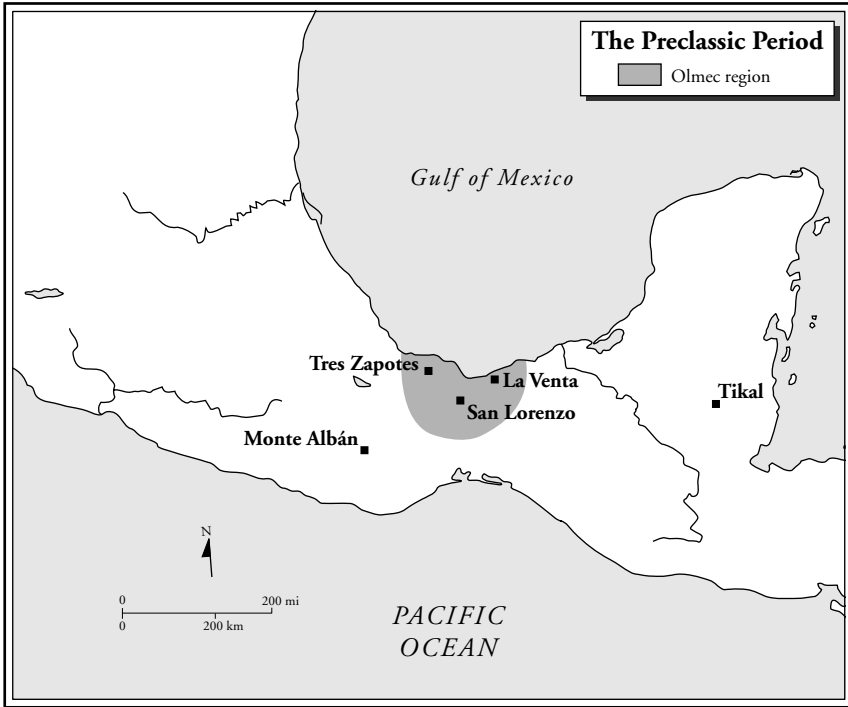 The Preclassic Period
Olmec region
Gulf of Mexico
Tres Zapotes
La Venta
San Lorenzo
Tikal
Monte Albán
N
0 200 mi
0 200 km
PACIFIC
OCEAN